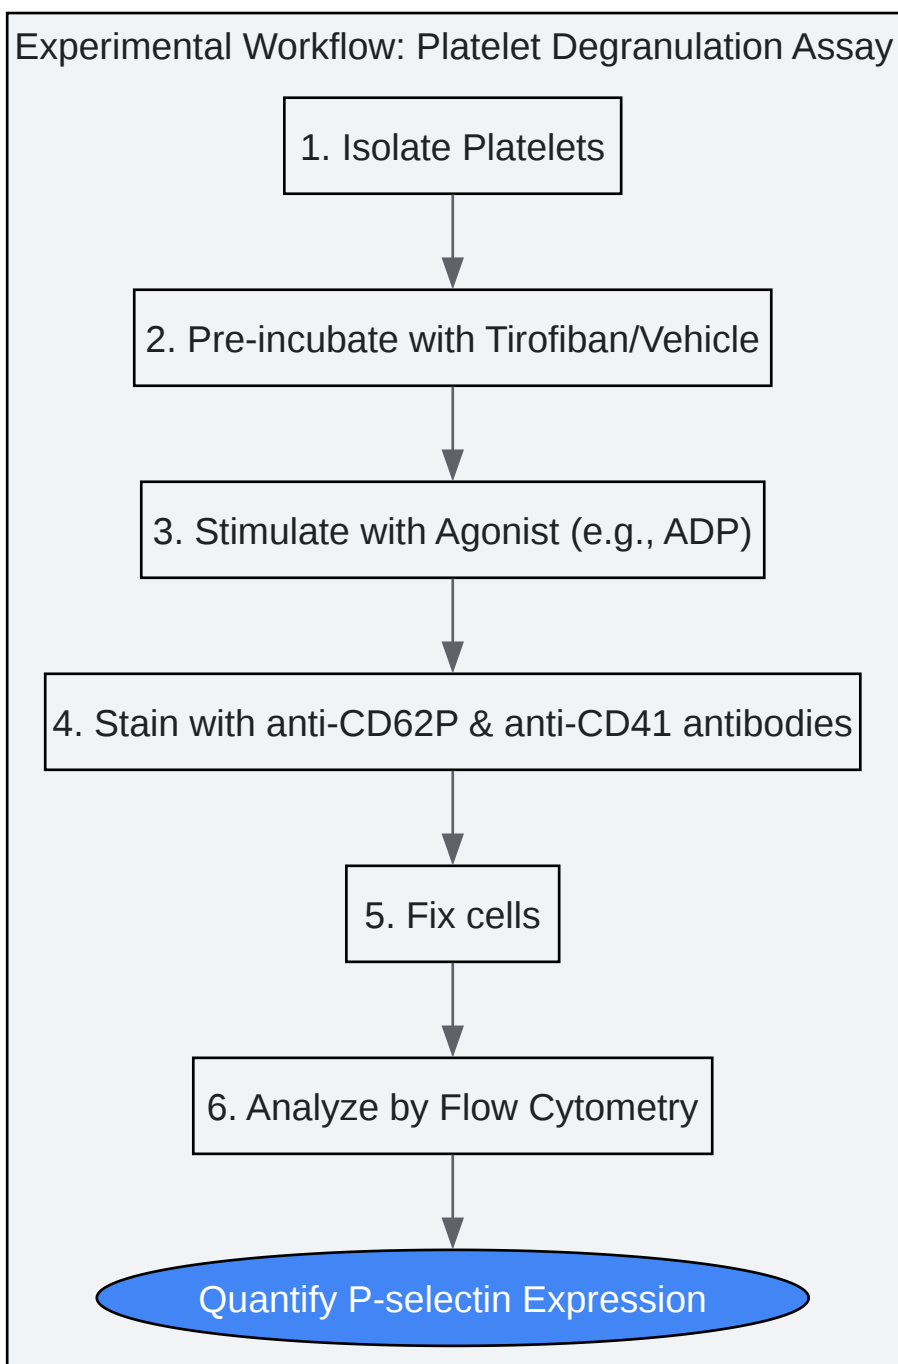 Experimental Workflow: Platelet Degranulation Assay
1. Isolate Platelets
2. Pre-incubate with Tirofiban/Vehicle
3. Stimulate with Agonist (e.g., ADP)
4. Stain with anti-CD62P & anti-CD41 antibodies
5. Fix cells
6. Analyze by Flow Cytometry
Quantify P-selectin Expression